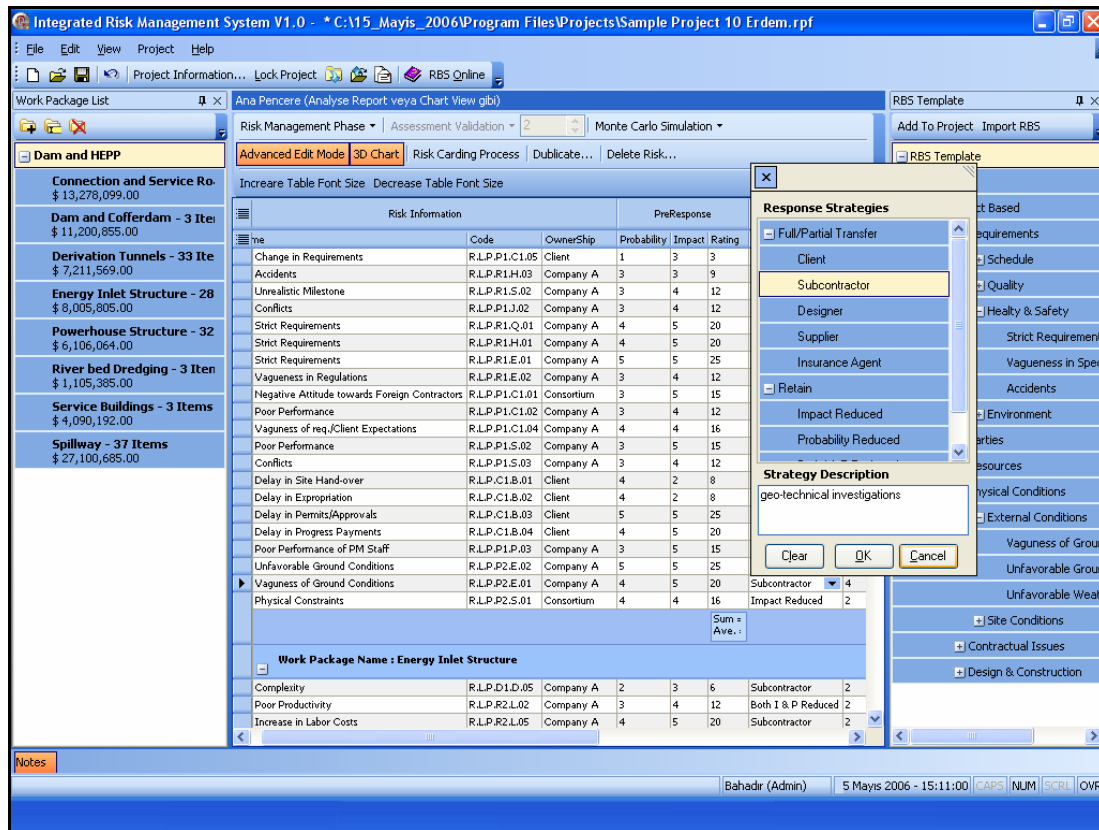 Integrated Risk Management System V1.0 - * C:\15_Mayis_2006\Program Files\Projects\Sample Project 10 Erdem.rpf
File Edit View Project Help
Project Information... Lock Project RBS Online
Work Package List
Dam and HEPP
Connection and Service Ro
$ 13,278,099.00
Dam and Cofferdam - 3 Iter
$ 11,200,855.00
Derivation Tunnels - 33 Ite
$ 7,211,569.00
Energy Inlet Structure - 28
$ 8,005,805.00
Powerhouse Structure - 32
$ 6,106,064.00
River bed Dredging - 3 Iten
$ 1,105,385.00
Service Buildings - 3 Items
$ 4,090,192.00
Spillway - 37 Items
$ 27,100,685.00
Ana Pencere (Analyse Report veya Chart View gibi)
Risk Management Phase Assessment Validation 2 Monte Carlo Simulation
Advanced Edit Mode 3D Chart Risk Carding Process Dublicate... Delete Risk...
Increare Table Font Size Decrease Table Font Size
Risk Information PreResponse
me Code OwnerShip Probability Impact Rating
Change in Requirements R.L.P.P1.C1.05 Client 1 3 3
Accidents R.L.P.R1.H.03 Company A 3 3 9
Unrealistic Milestone R.L.P.R1.S.02 Company A 3 4 12
Conflicts R.L.P.P1.J.02 Company A 3 4 12
Strict Requirements R.L.P.R1.Q.01 Company A 4 5 20
Strict Requirements R.L.P.R1.H.01 Company A 4 5 20
Strict Requirements R.L.P.R1.E.01 Company A 5 5 25
Vagueness in Regulations R.L.P.R1.E.02 Company A 3 4 12
Negative Attitude towards Foreign Contractors R.L.P.P1.C1.01 Consortium 3 5 15
Poor Performance R.L.P.P1.C1.02 Company A 3 4 12
Vaguness of req./Client Expectations R.L.P.P1.C1.04 Company A 4 4 16
Poor Performance R.L.P.P1.S.02 Company A 3 5 15
Conflicts R.L.P.P1.S.03 Company A 3 4 12
Delay in Site Hand-over R.L.P.C1.B.01 Client 4 2 8
Delay in Expropriation R.L.P.C1.B.02 Client 4 2 8
Delay in Permits/Approvals R.L.P.C1.B.03 Client 5 5 25
Delay in Progress Payments R.L.P.C1.B.04 Client 4 5 20
Poor Performance of PM Staff R.L.P.P1.P.03 Company A 3 5 15
Unfavorable Ground Conditions R.L.P.P2.E.02 Company A 5 5 25
Vaguness of Ground Conditions R.L.P.P2.E.01 Company A 4 5 20 Subcontractor 4
Physical Constraints R.L.P.P2.S.01 Consortium 4 4 16 Impact Reduced 2
Sum =
Ave. :
Work Package Name : Energy Inlet Structure
Complexity R.L.P.D1.D.05 Company A 2 3 6 Subcontractor 2
Poor Productivity R.L.P.R2.L.02 Company A 3 4 12 Both I & P Reduced 2
Increase in Labor Costs R.L.P.R2.L.05 Company A 4 5 20 Subcontractor 2
Response Strategies
Full/Partial Transfer
Client
Subcontractor
Designer
Supplier
Insurance Agent
Retain
Impact Reduced
Probability Reduced
Strategy Description
geo-technical investigations
Clear OK Cancel
RBS Template
Add To Project Import RBS
RBS Template
ct Based
equirements
Schedule
Quality
Healty & Safety
Strict Requirement
Vagueness in Spec
Accidents
Environment
arties
esources
hysical Conditions
External Conditions
Vaguness of Grou
Unfavorable Grou
Unfavorable Weat
Site Conditions
Contractual Issues
Design & Construction
Notes
Bahadır (Admin) 5 Mayıs 2006 - 15:11:00 CAPS NUM SCRL OVR